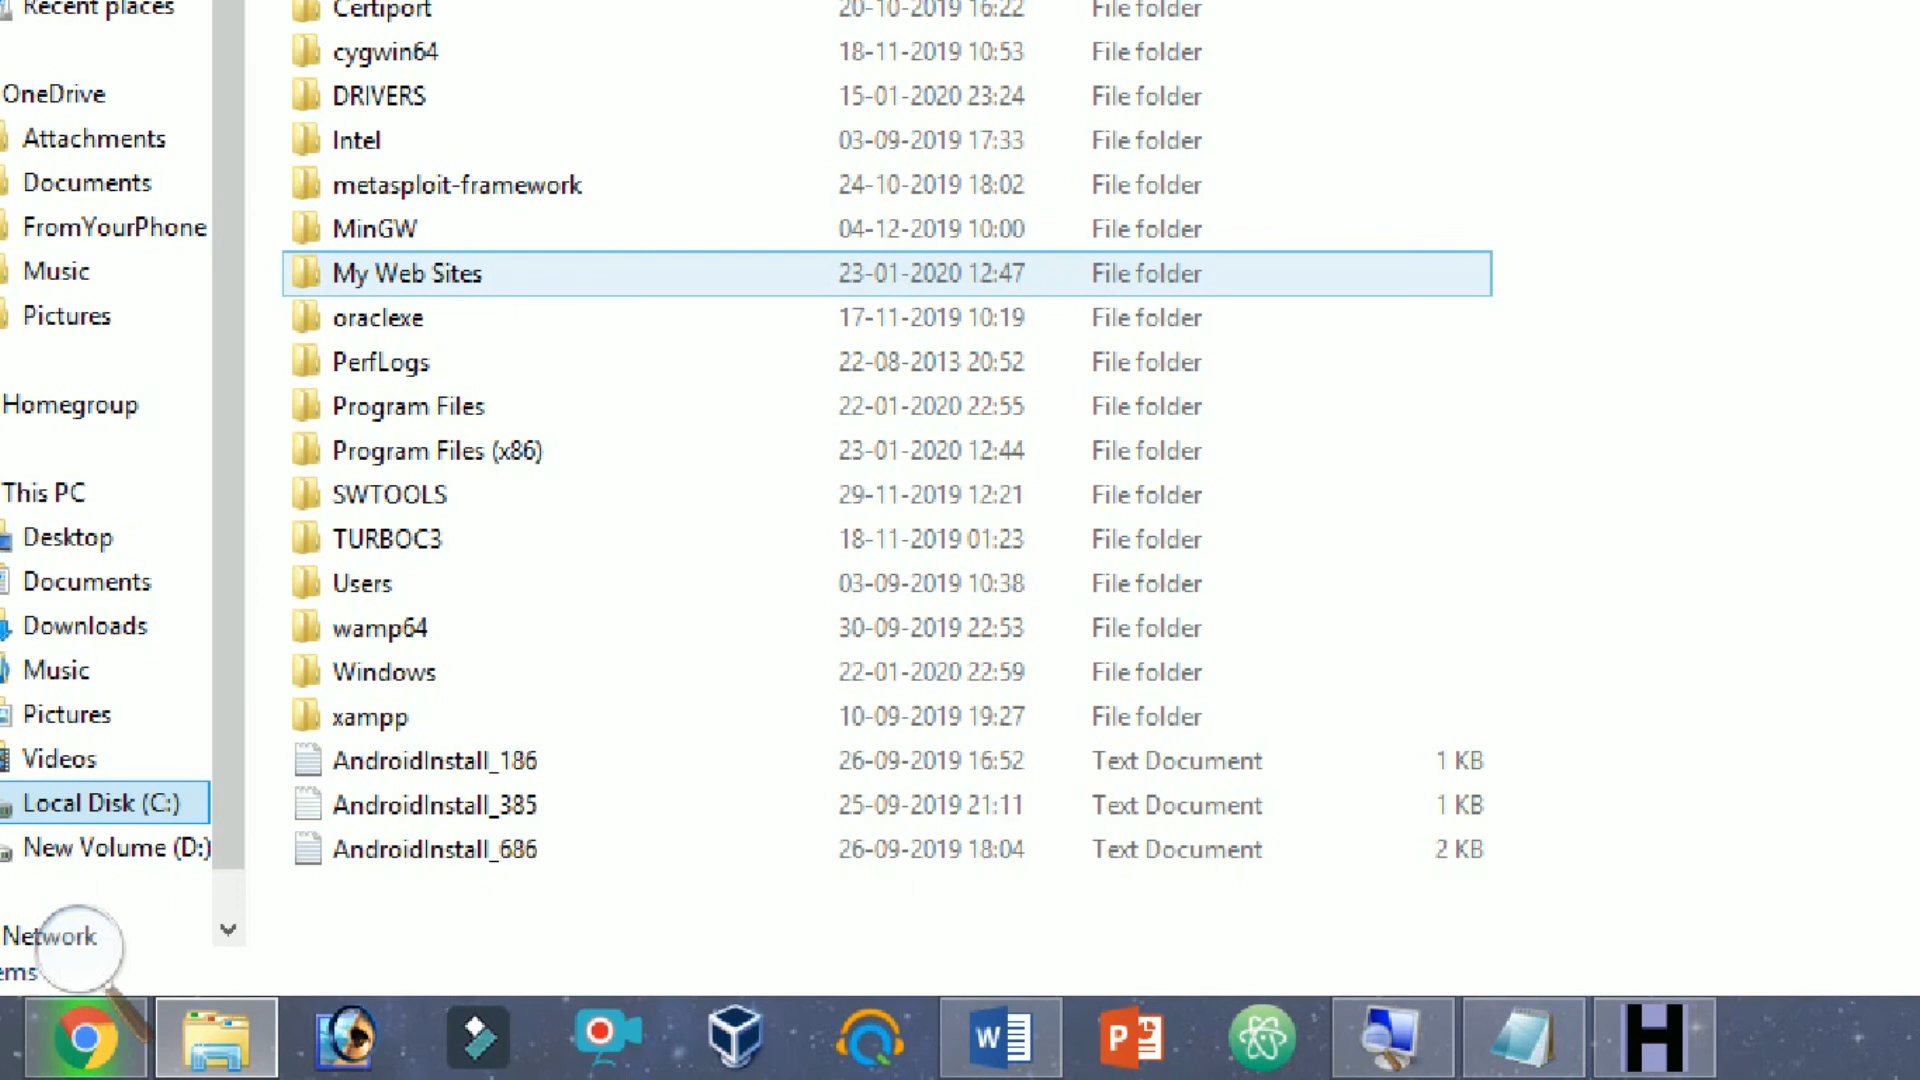 Recent places
OneDrive
Attachments
Documents
FromYourPhone
Music
Pictures
Homegroup
This PC
Desktop
Documents
Downloads
Music
Pictures
Videos
Local Disk (C:)
New Volume (D:)
Network
ems
Certiport 20-10-2019 16:22 File folder
cygwin64 18-11-2019 10:53 File folder
DRIVERS 15-01-2020 23:24 File folder
Intel 03-09-2019 17:33 File folder
metasploit-framework 24-10-2019 18:02 File folder
MinGW 04-12-2019 10:00 File folder
My Web Sites 23-01-2020 12:47 File folder
oraclexe 17-11-2019 10:19 File folder
PerfLogs 22-08-2013 20:52 File folder
Program Files 22-01-2020 22:55 File folder
Program Files (x86) 23-01-2020 12:44 File folder
SWTOOLS 29-11-2019 12:21 File folder
TURBOC3 18-11-2019 01:23 File folder
Users 03-09-2019 10:38 File folder
wamp64 30-09-2019 22:53 File folder
Windows 22-01-2020 22:59 File folder
xampp 10-09-2019 19:27 File folder
AndroidInstall_186 26-09-2019 16:52 Text Document 1 KB
AndroidInstall_385 25-09-2019 21:11 Text Document 1 KB
AndroidInstall_686 26-09-2019 18:04 Text Document 2 KB
W
P
H